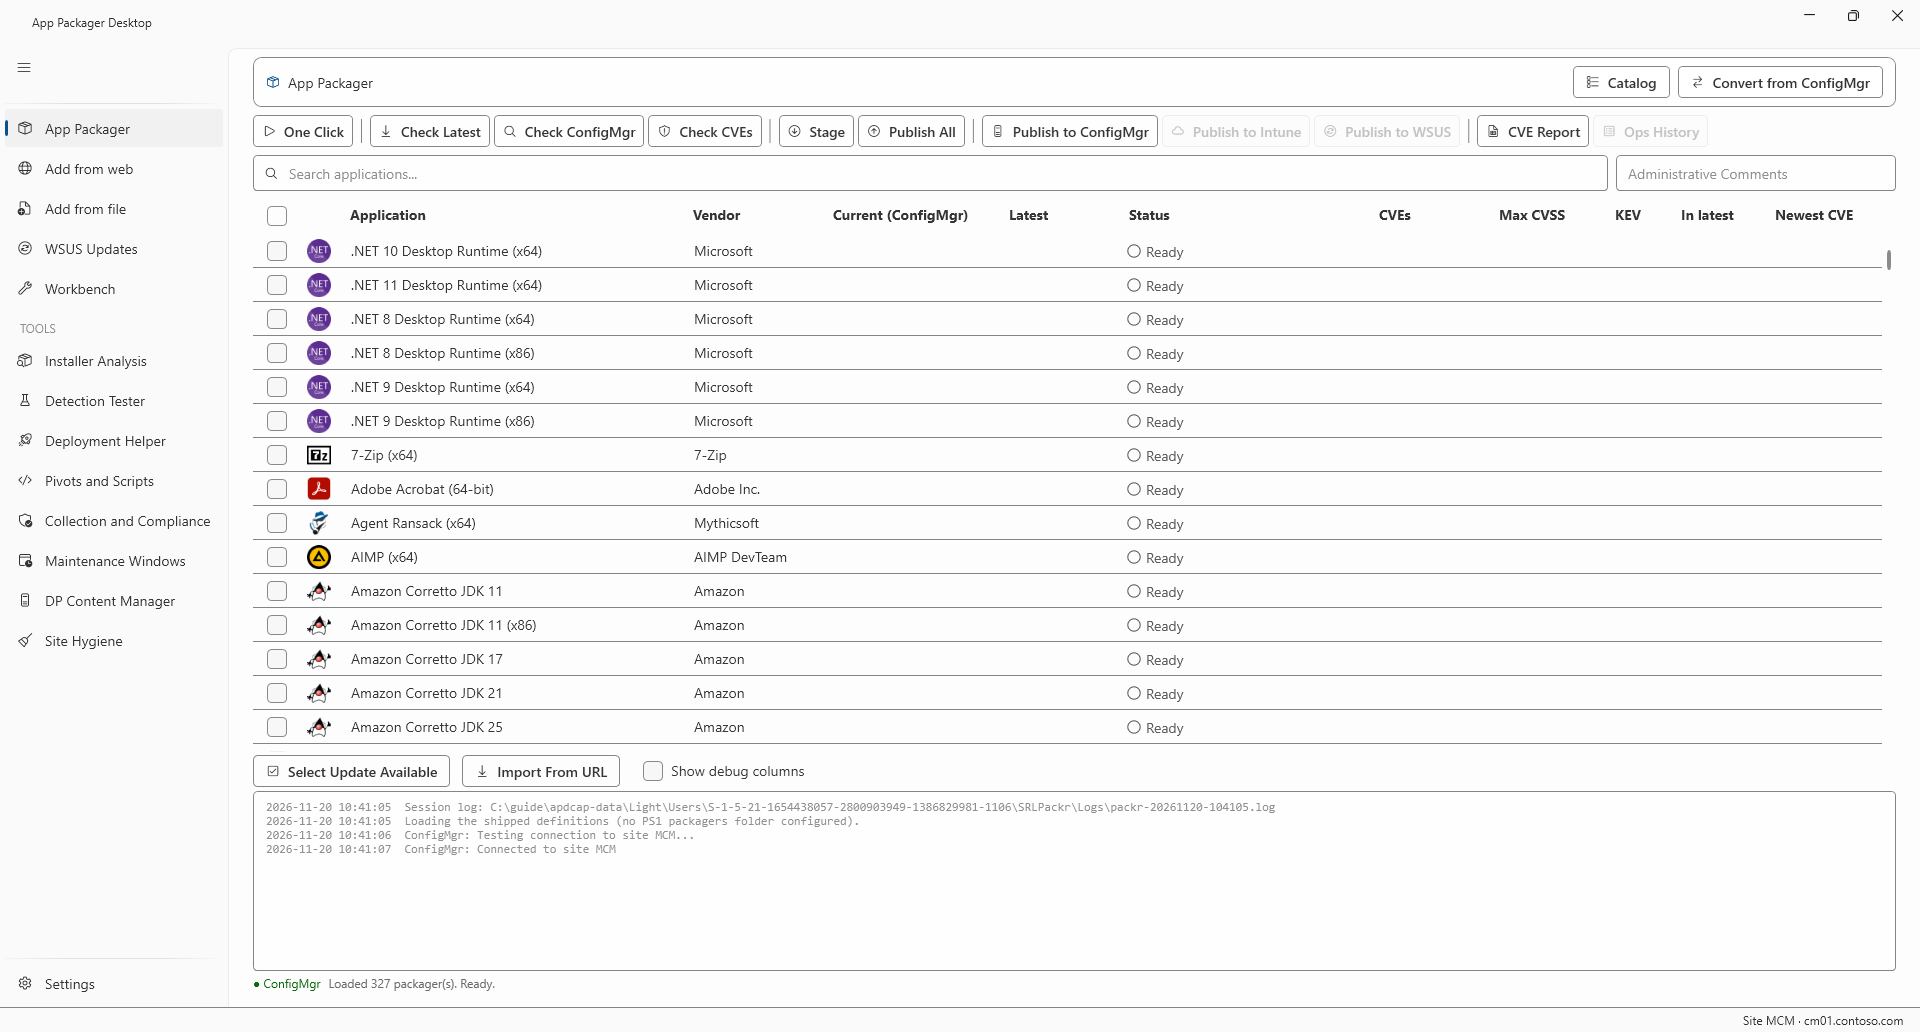 App Packager Desktop
App Packager
Catalog
Convert from ConfigMgr
App Packager
Add from web
Add from file
WSUS Updates
Workbench
TOOLS
Installer Analysis
Detection Tester
Deployment Helper
Pivots and Scripts
Collection and Compliance
Maintenance Windows
DP Content Manager
Site Hygiene
Settings
One Click
Check Latest
Check ConfigMgr
Check CVEs
Stage
Publish All
Publish to ConfigMgr
Publish to Intune
Publish to WSUS
CVE Report
Ops History
Search applications...
Administrative Comments
Application Vendor Current (ConfigMgr) Latest Status CVEs Max CVSS KEV In latest Newest CVE
.NET 10 Desktop Runtime (x64) Microsoft Ready
.NET 11 Desktop Runtime (x64) Microsoft Ready
.NET 8 Desktop Runtime (x64) Microsoft Ready
.NET 8 Desktop Runtime (x86) Microsoft Ready
.NET 9 Desktop Runtime (x64) Microsoft Ready
.NET 9 Desktop Runtime (x86) Microsoft Ready
7-Zip (x64) 7-Zip Ready
Adobe Acrobat (64-bit) Adobe Inc. Ready
Agent Ransack (x64) Mythicsoft Ready
AIMP (x64) AIMP DevTeam Ready
Amazon Corretto JDK 11 Amazon Ready
Amazon Corretto JDK 11 (x86) Amazon Ready
Amazon Corretto JDK 17 Amazon Ready
Amazon Corretto JDK 21 Amazon Ready
Amazon Corretto JDK 25 Amazon Ready
Select Update Available
Import From URL
Show debug columns
2026-11-20 10:41:05 Session log: C:\guide\apdcap-data\Light\Users\S-1-5-21-1654438057-2800903949-1386829981-1106\SRLPackr\Logs\packr-20261120-104105.log
2026-11-20 10:41:05 Loading the shipped definitions (no PS1 packagers folder configured).
2026-11-20 10:41:06 ConfigMgr: Testing connection to site MCM...
2026-11-20 10:41:07 ConfigMgr: Connected to site MCM
● ConfigMgr Loaded 327 packager(s). Ready.
Site MCM · cm01.contoso.com